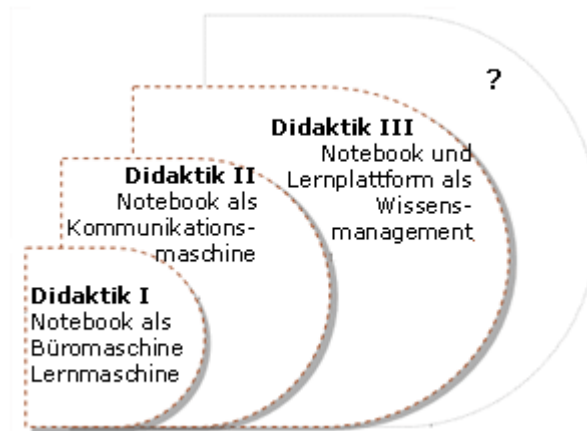 ?
Didaktik III
Notebook und
Lernplattform als
Wissens-
management
Didaktik II
Notebook als
Kommunikations-
maschine
Didaktik I
Notebook als
Büromaschine
Lernmaschine